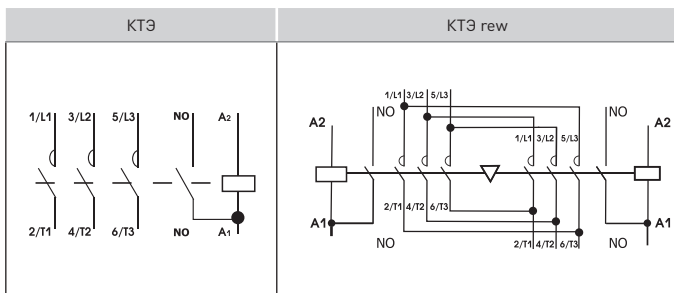 КТЭ
КТЭ rew
1/L1 3/L2 5/L3 NO A2
2/T1 4/T2 6/T3 NO A1
1/L1 3/L2 5/L3
NO NO
A2 A2
1/L1 3/L2 5/L3
2/T1 4/T2 6/T3
A1 A1
NO 2/T1 4/T2 6/T3 NO